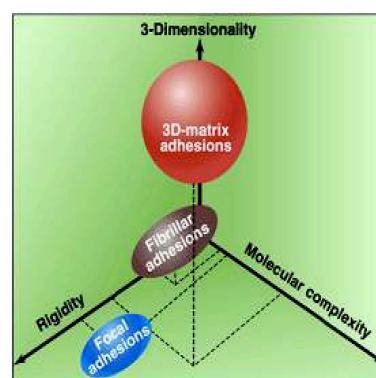 3-Dimensionality
3D-matrix
adhesions
Fibrillar
adhesions
Molecular complexity
Rigidity
Focal
adhesions